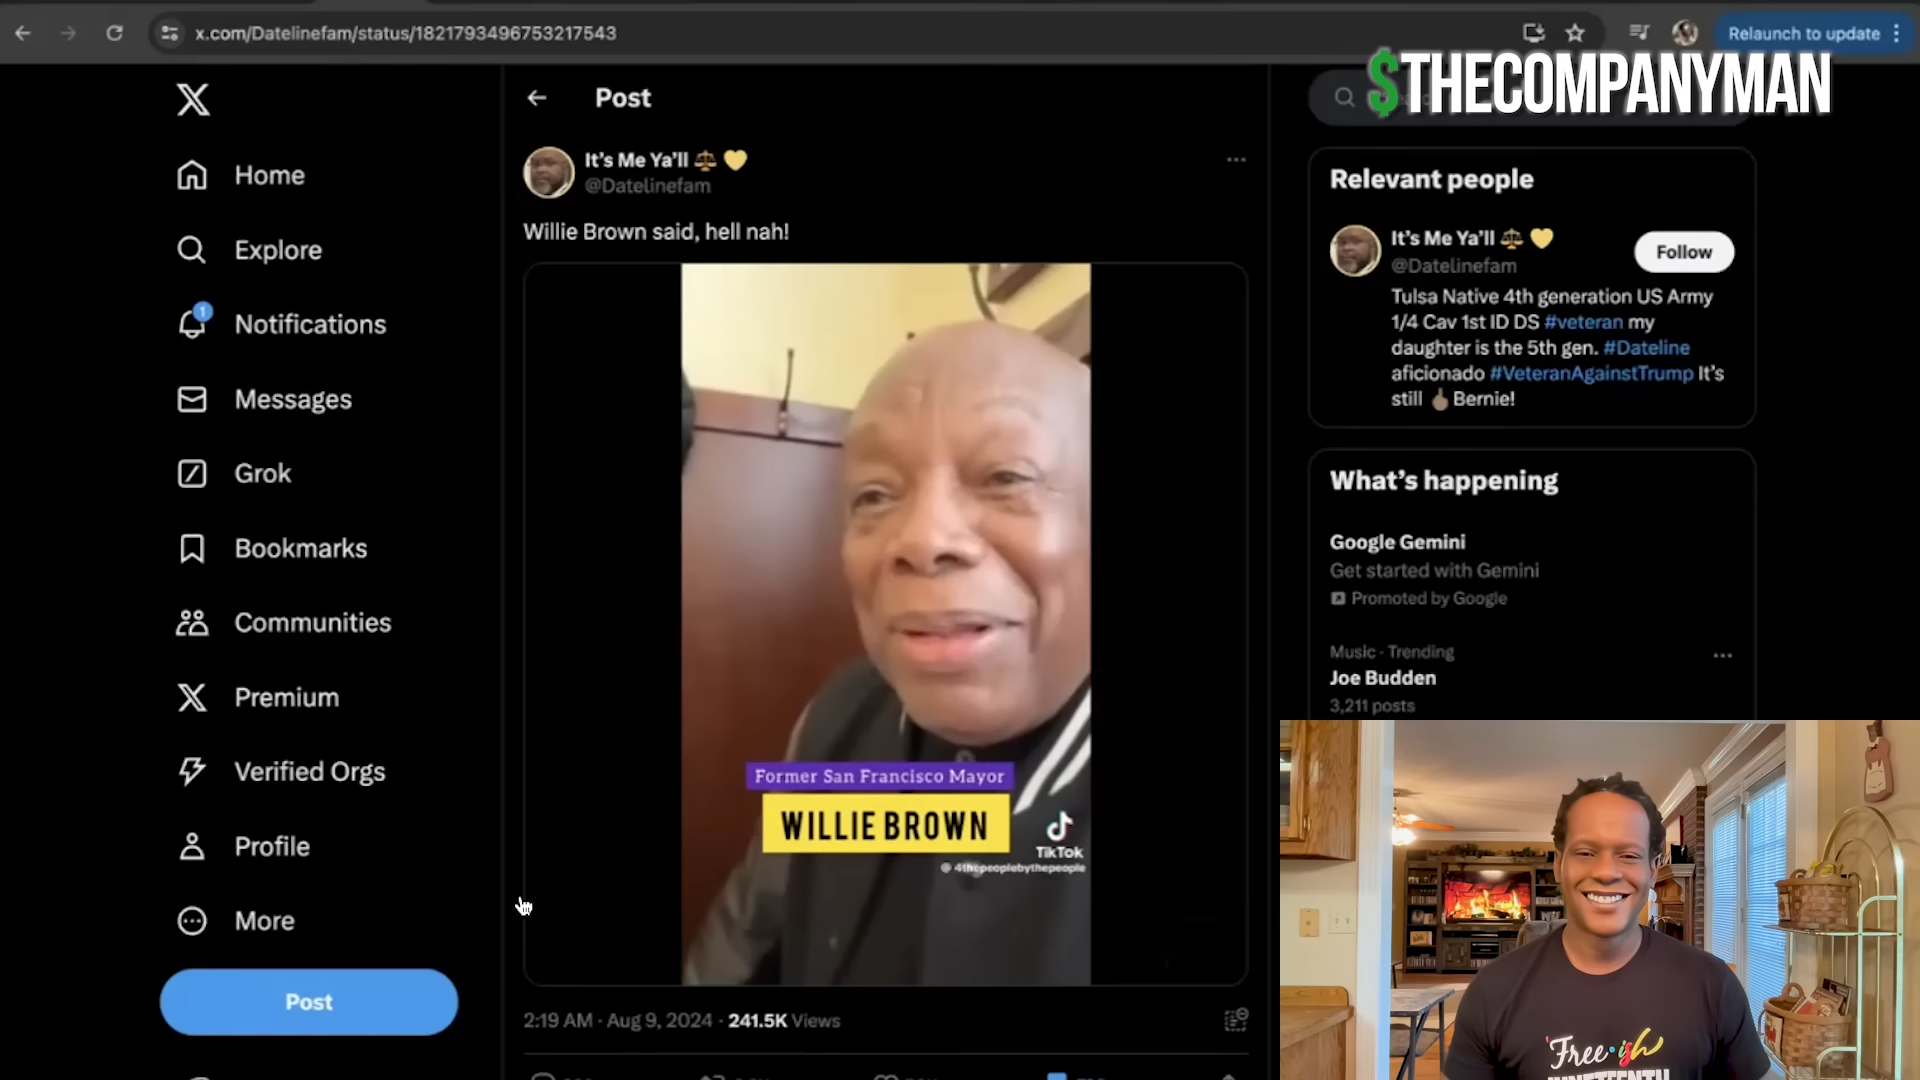 x.com/Datelinefam/status/1821793496753217543
Relaunch to update
$THECOMPANYMAN
Home
Explore
1
Notifications
Messages
Grok
Bookmarks
Communities
Premium
Verified Orgs
Profile
More
Post
Post
It's Me Ya'll
@Datelinefam
Willie Brown said, hell nah!
Former San Francisco Mayor
WILLIE BROWN
TikTok
@ 4thepeoplebythepeople
2:19 AM · Aug 9, 2024 · 241.5K Views
Relevant people
It's Me Ya'll
@Datelinefam
Follow
Tulsa Native 4th generation US Army
1/4 Cav 1st ID DS #veteran my
daughter is the 5th gen. #Dateline
aficionado #VeteranAgainstTrump It's
still Bernie!
What's happening
Google Gemini
Get started with Gemini
Promoted by Google
Music · Trending
Joe Budden
3,211 posts
Free-ish
JUNETEENTH